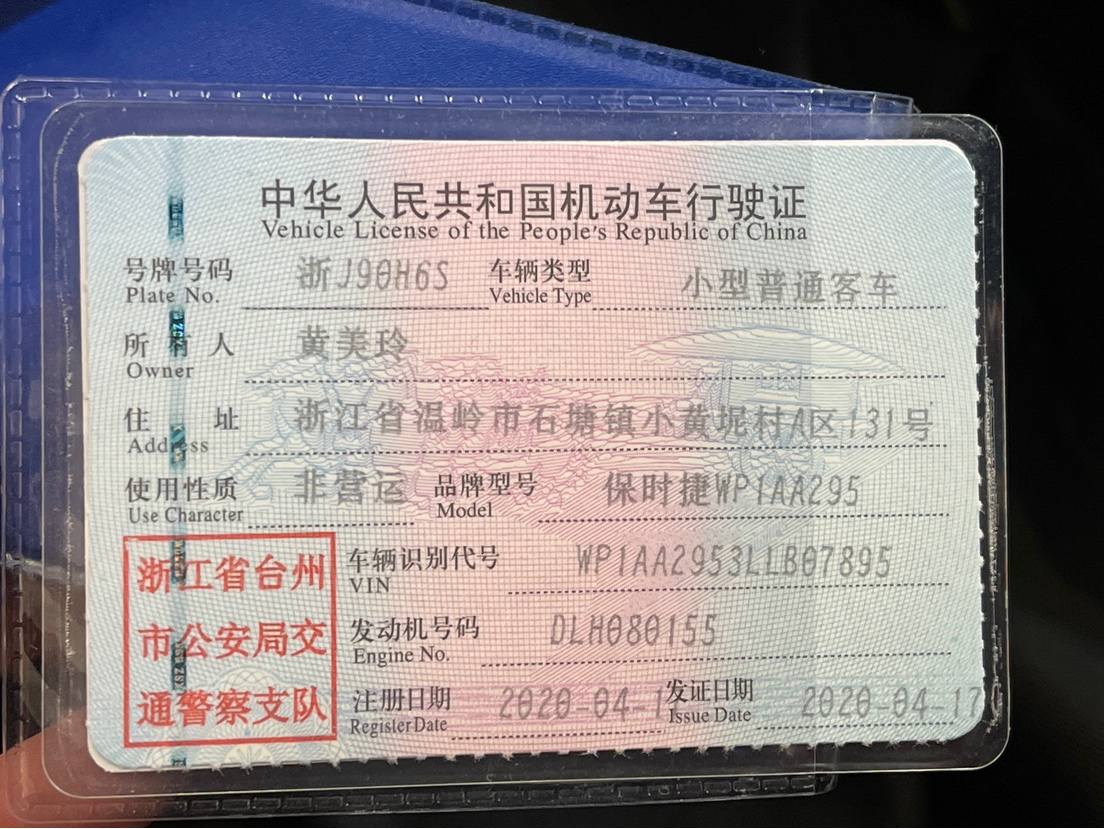 中华人民共和国机动车行驶证
Vehicle License of the People's Republic of China
号牌号码 浙J90H6S 车辆类型 小型普通客车
Plate No. Vehicle Type
所有人 黄美玲
Owner
住址 浙江省温岭市石塘镇小黄坭村A区131号
Address
使用性质 非营运 品牌型号 保时捷WP1AA295
Use Character Model
浙江省台州 车辆识别代号 WP1AA2953LLB07895
VIN
市公安局交 发动机号码 DLH080155
Engine No.
通警察支队 注册日期 2020-04-1 发证日期 2020-04-17
Register Date Issue Date